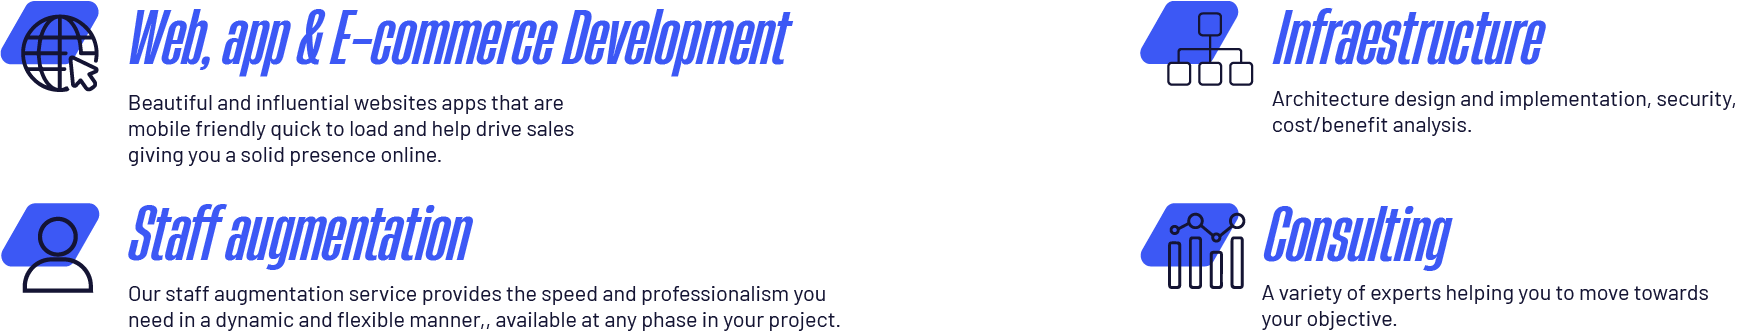 Web, app & E-commerce Development
Beautiful and influential websites apps that are
mobile friendly quick to load and help drive sales
giving you a solid presence online.
Infraestructure
Architecture design and implementation, security,
cost/benefit analysis.
Staff augmentation
Our staff augmentation service provides the speed and professionalism you
need in a dynamic and flexible manner,, available at any phase in your project.
Consulting
A variety of experts helping you to move towards
your objective.